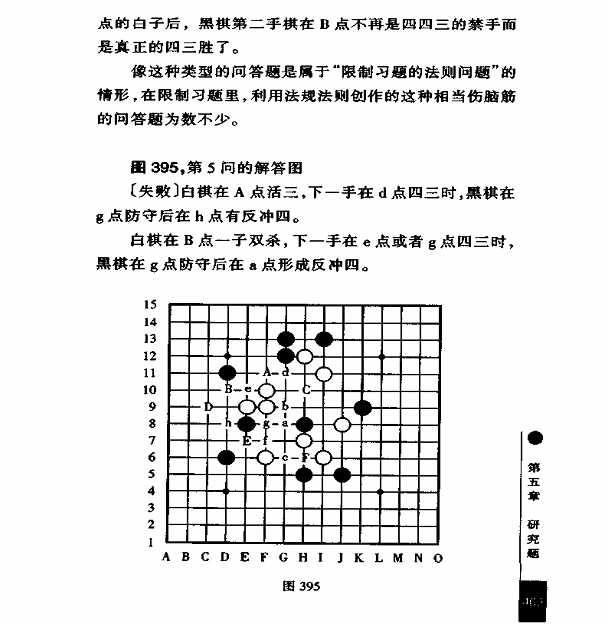 点的白子后，黑棋第二手棋在 B 点不再是四四三的禁手而
是真正的四三胜了。
像这种类型的问答题是属于“限制习题的法则问题”的
情形，在限制习题里，利用法规法则创作的这种相当伤脑筋
的问答题为数不少。
图 395，第 5 问的解答图
〔失败〕白棋在 A 点活三，下一手在 d 点四三时，黑棋在
g 点防守后在 h 点有反冲四。
白棋在 B 点一子双杀，下一手在 e 点或者 g 点四三时，
黑棋在 g 点防守后在 a 点形成反冲四。
15
14
13
12
11 A d
10 B e C
9 D b
8 h g a
7 E f
6 c F
5
4
3
2
1
A B C D E F G H I J K L M N O
图 395
第五章 研究题